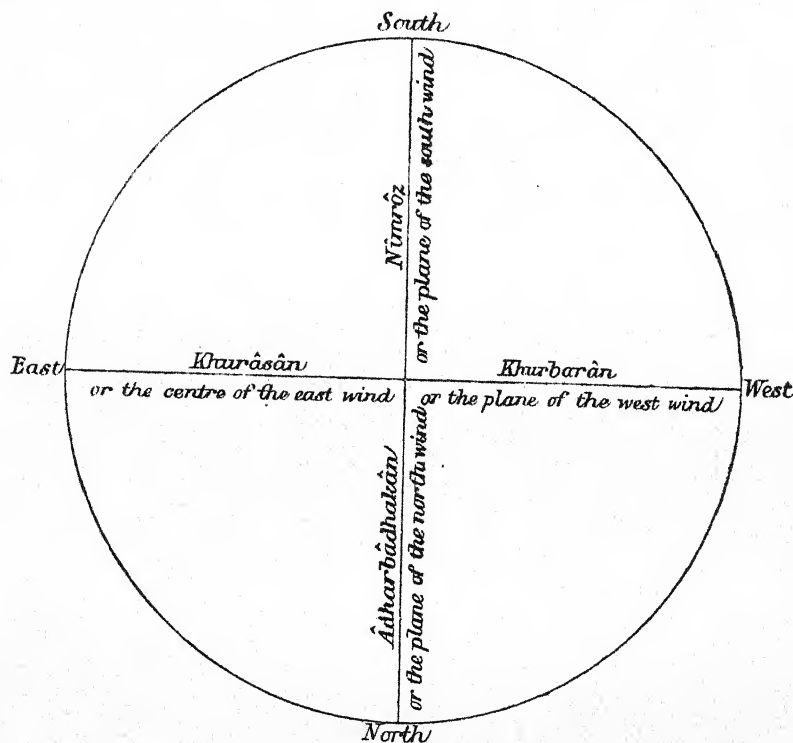 South
Nîmrôz
or the plane of the south wind
East
Khurâsân
or the centre of the east wind
Khurbarân
or the plane of the west wind
West
Âdharbâdhakân
or the plane of the north wind
North